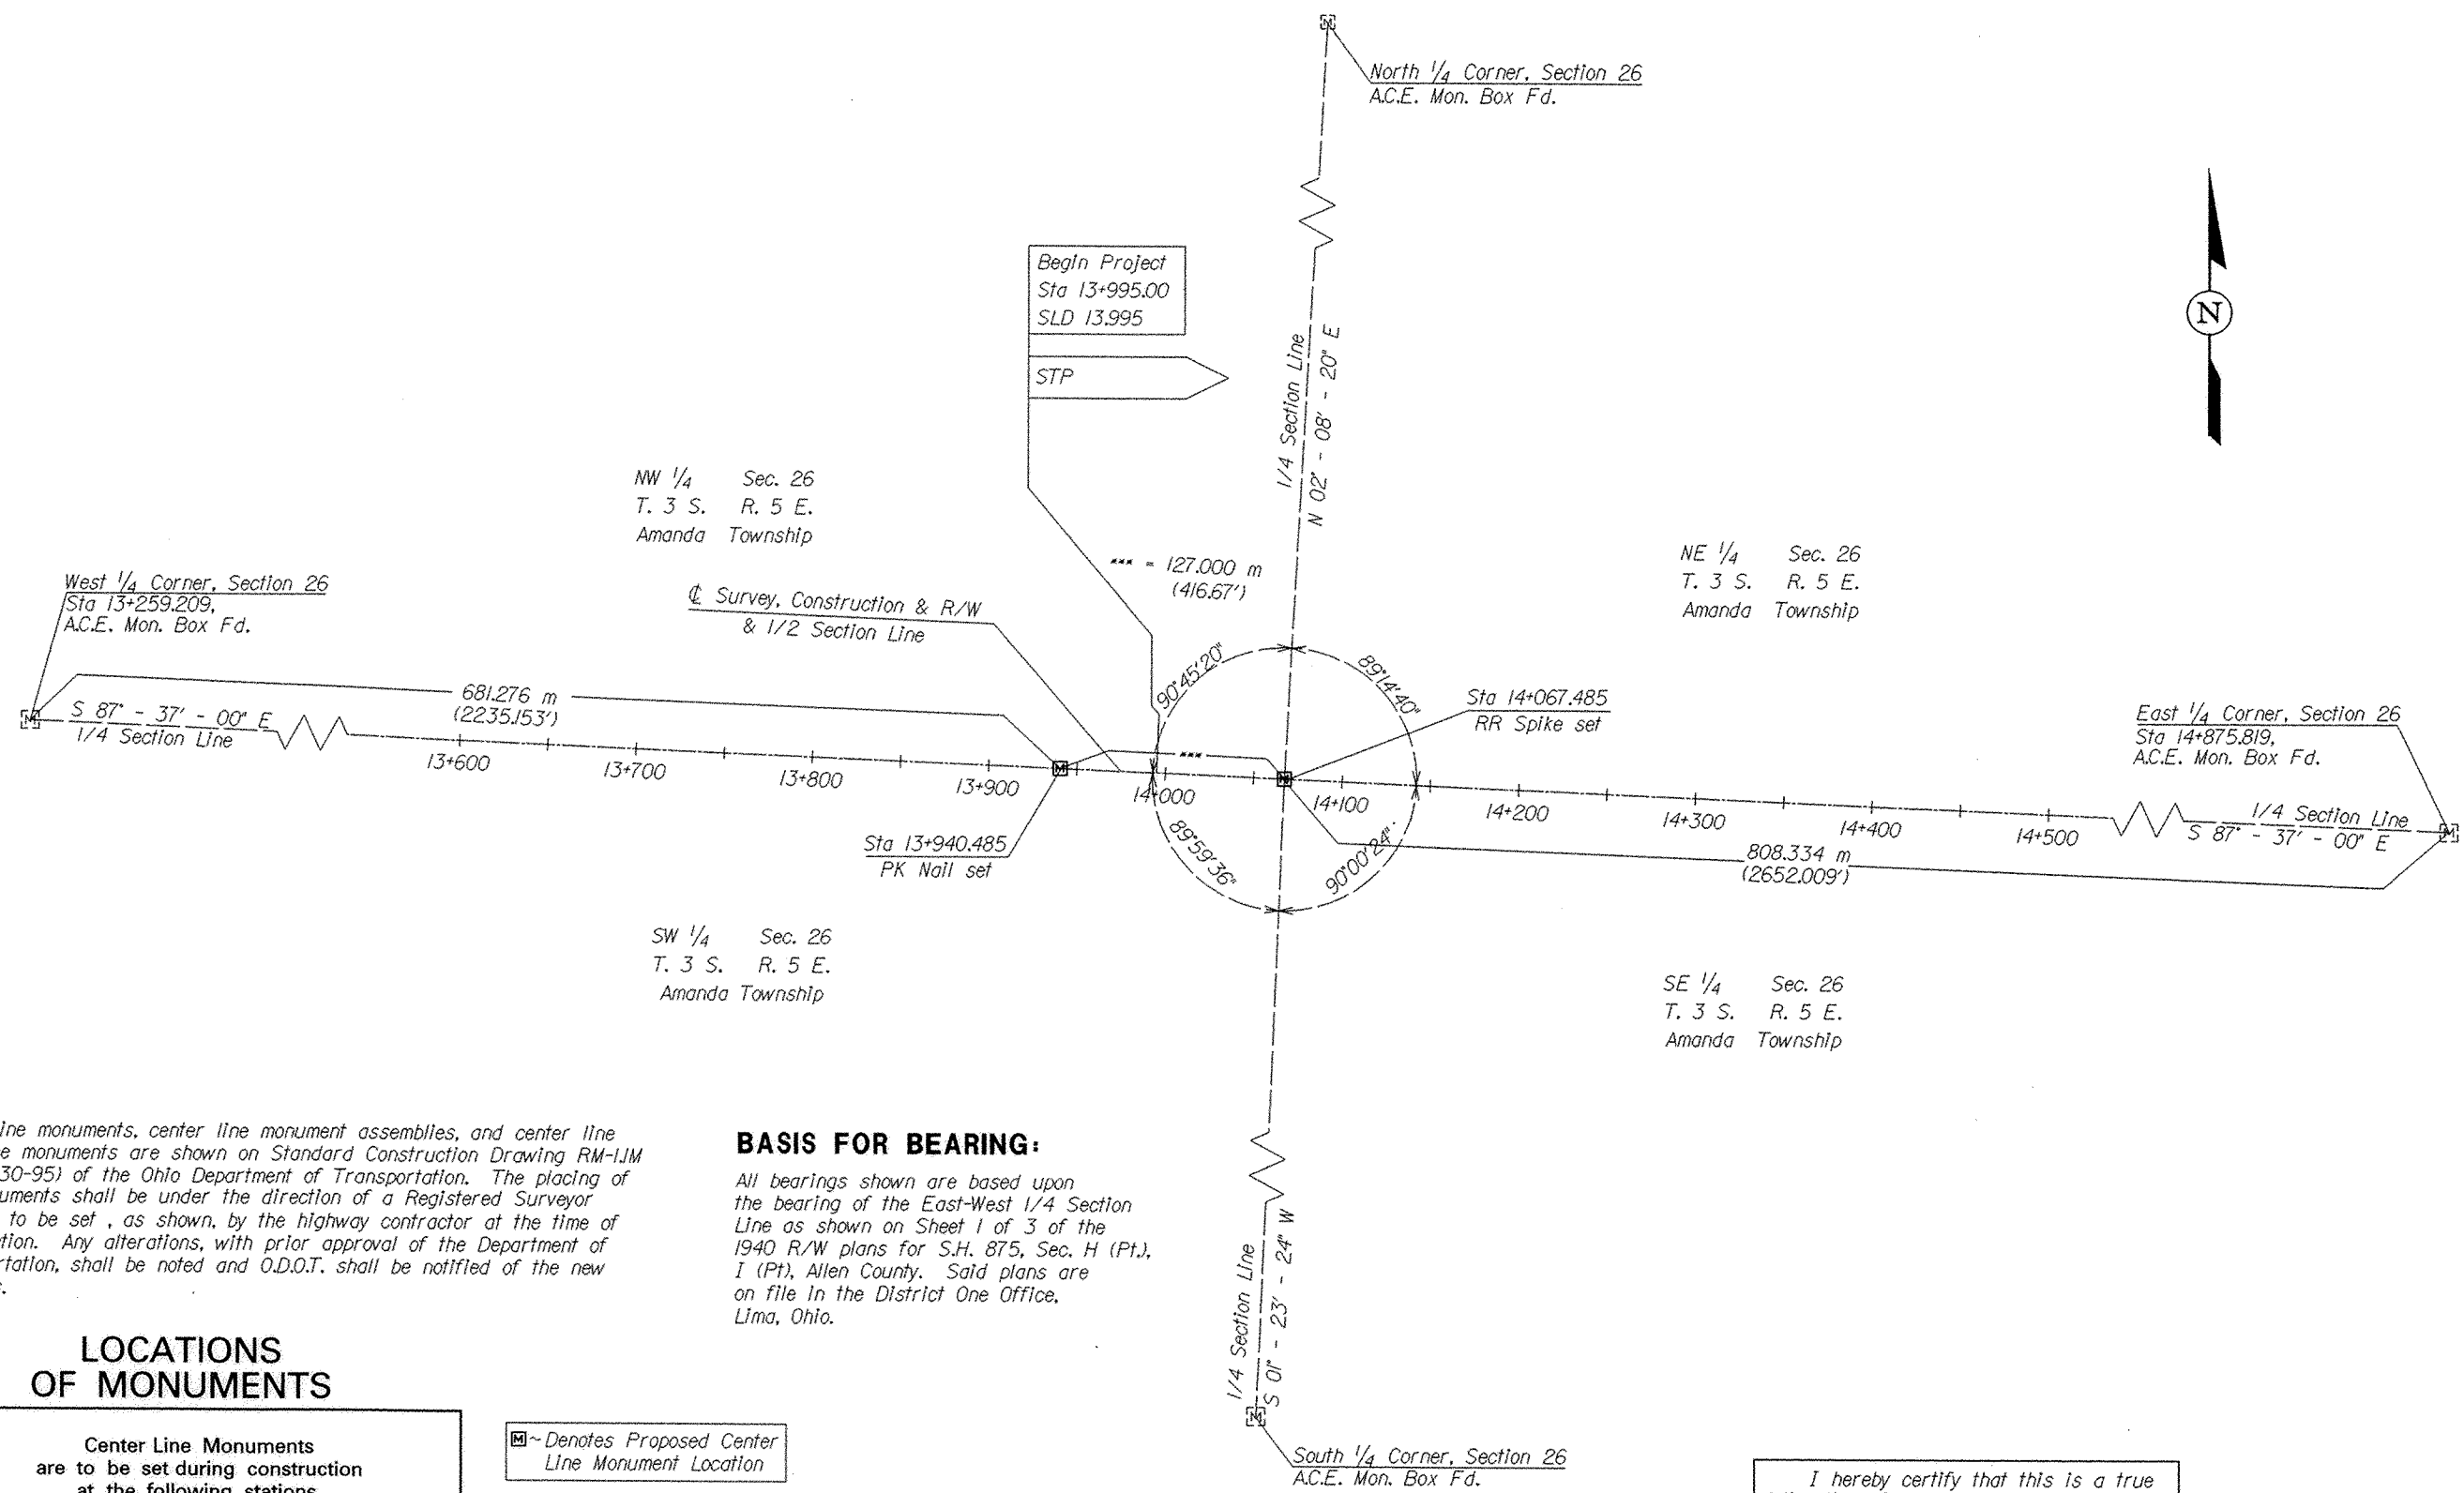 North 1/4 Corner, Section 26
A.C.E. Mon. Box Fd.
Begin Project
Sta 13+995.00
SLD 13.995
STP
1/4 Section Line
N 02° - 08' - 20" E
N
NW 1/4 Sec. 26
T. 3 S. R. 5 E.
Amanda Township
NE 1/4 Sec. 26
T. 3 S. R. 5 E.
Amanda Township
*** = 127.000 m
(416.67')
West 1/4 Corner, Section 26
Sta 13+259.209,
A.C.E. Mon. Box Fd.
℄ Survey, Construction & R/W
& 1/2 Section Line
90°45'20"
89°14'40"
Sta 14+067.485
RR Spike set
East 1/4 Corner, Section 26
Sta 14+875.819,
A.C.E. Mon. Box Fd.
681.276 m
(2235.153')
S 87° - 37' - 00" E
1/4 Section Line
***
13+600
13+700
13+800
13+900
14+000
14+100
14+200
14+300
14+400
14+500
1/4 Section Line
S 87° - 37' - 00" E
Sta 13+940.485
PK Nail set
89°59'36"
90°00'24"
808.334 m
(2652.009')
SW 1/4 Sec. 26
T. 3 S. R. 5 E.
Amanda Township
SE 1/4 Sec. 26
T. 3 S. R. 5 E.
Amanda Township
ine monuments, center line monument assemblies, and center line
e monuments are shown on Standard Construction Drawing RM-1.1M
30-95) of the Ohio Department of Transportation. The placing of
uments shall be under the direction of a Registered Surveyor
to be set , as shown, by the highway contractor at the time of
tion. Any alterations, with prior approval of the Department of
rtation, shall be noted and O.D.O.T. shall be notified of the new
BASIS FOR BEARING:
All bearings shown are based upon
the bearing of the East-West 1/4 Section
Line as shown on Sheet 1 of 3 of the
1940 R/W plans for S.H. 875, Sec. H (Pt.),
I (Pt), Allen County. Said plans are
on file in the District One Office,
Lima, Ohio.
1/4 Section Line
S 01° - 23' - 24" W
LOCATIONS
OF MONUMENTS
Center Line Monuments
are to be set during construction
at the following stations
M ~ Denotes Proposed Center
Line Monument Location
South 1/4 Corner, Section 26
A.C.E. Mon. Box Fd.
I hereby certify that this is a true